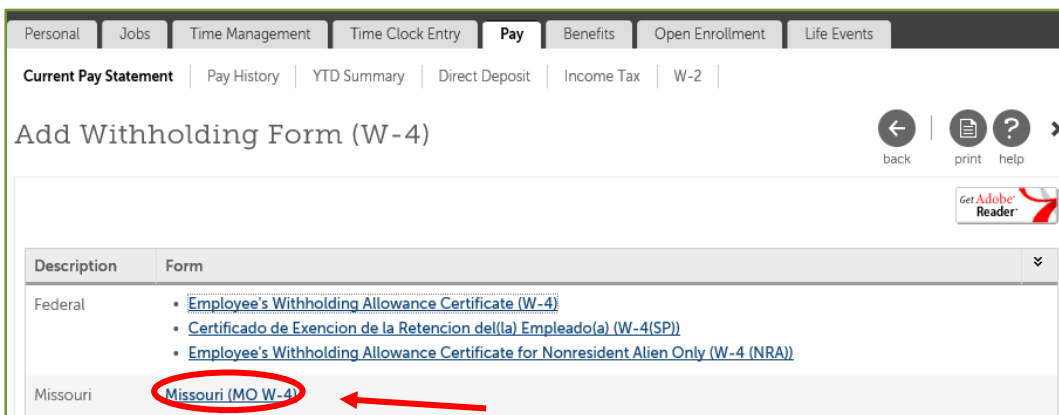 Personal Jobs Time Management Time Clock Entry Pay Benefits Open Enrollment Life Events
Current Pay Statement Pay History YTD Summary Direct Deposit Income Tax W-2
Add Withholding Form (W-4)
back print help
Get Adobe
Reader
Description Form
Federal • Employee's Withholding Allowance Certificate (W-4)
• Certificado de Exencion de la Retencion del(la) Empleado(a) (W-4(SP))
• Employee's Withholding Allowance Certificate for Nonresident Alien Only (W-4 (NRA))
Missouri Missouri (MO W-4)